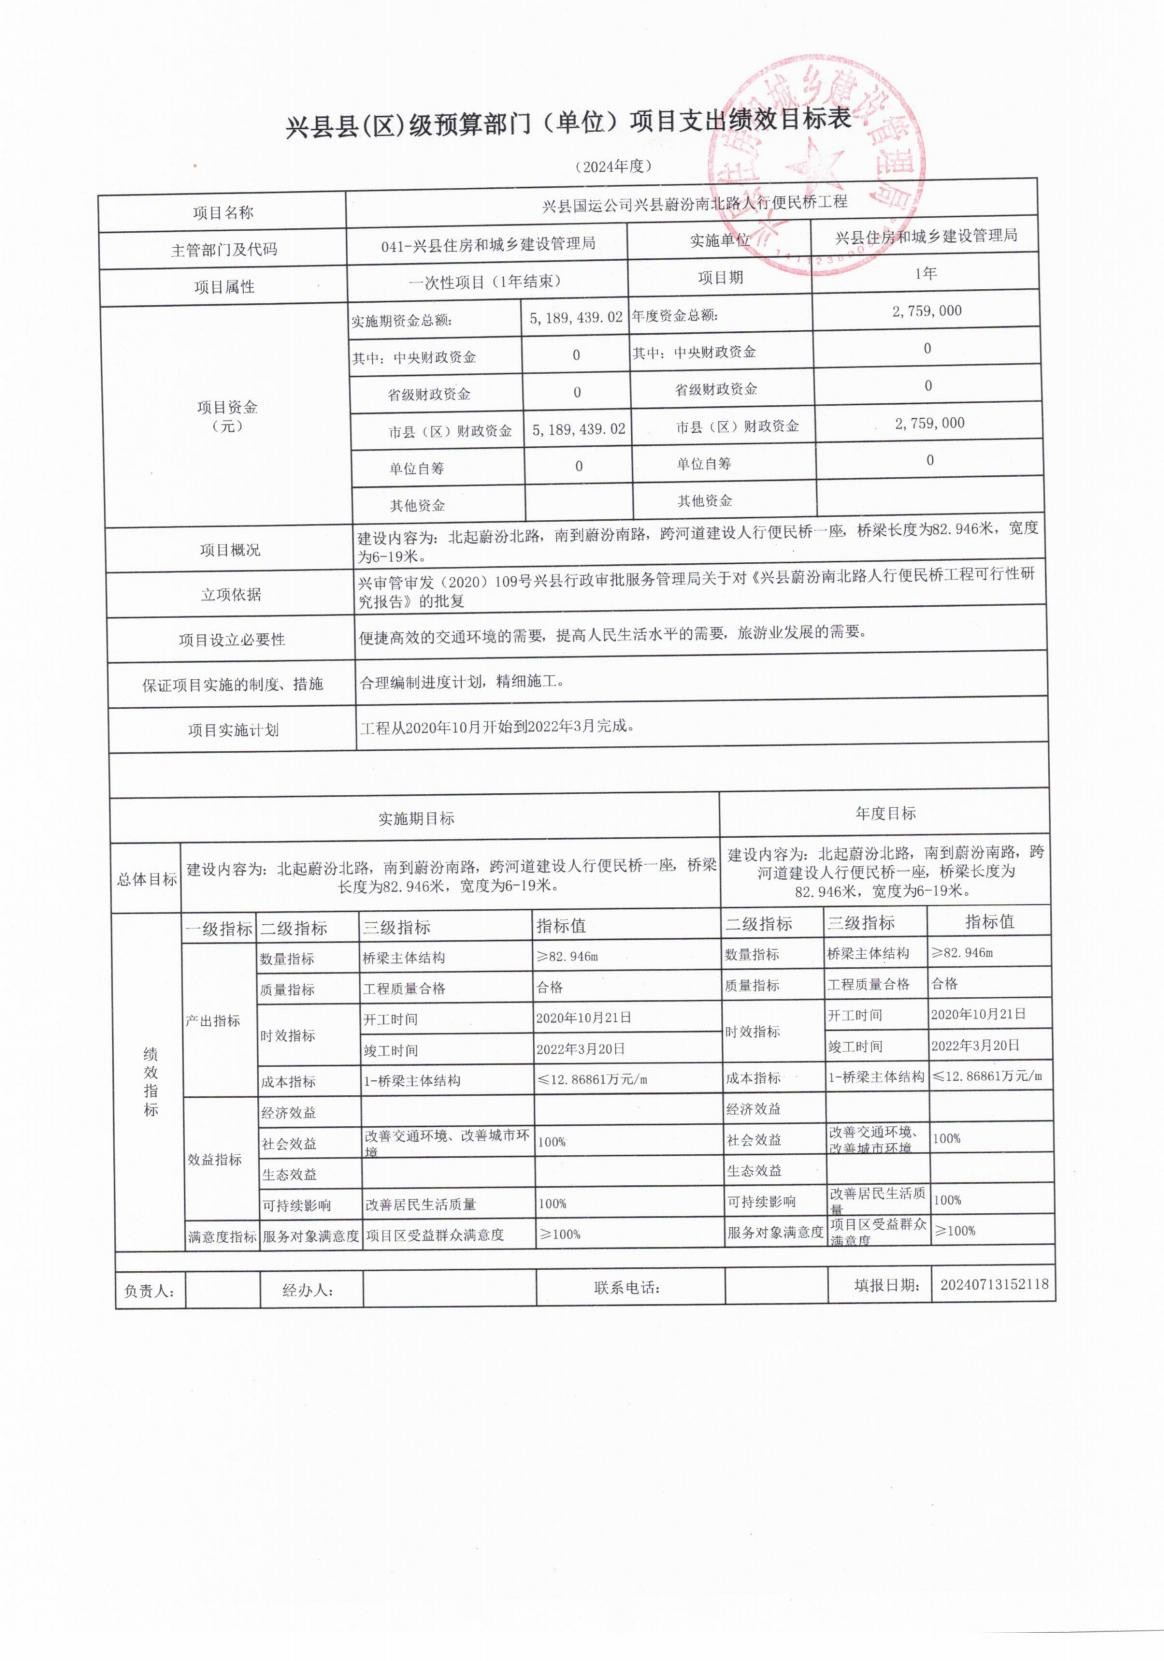 兴县县(区)级预算部门（单位）项目支出绩效目标表
（2024年度）
项目名称 兴县国运公司兴县蔚汾南北路人行便民桥工程
主管部门及代码 041-兴县住房和城乡建设管理局 实施单位 兴县住房和城乡建设管理局
项目属性 一次性项目（1年结束） 项目期 1年
项目资金
（元）
实施期资金总额: 5,189,439.02 年度资金总额: 2,759,000
其中: 中央财政资金 0 其中: 中央财政资金 0
省级财政资金 0 省级财政资金 0
市县（区）财政资金 5,189,439.02 市县（区）财政资金 2,759,000
单位自筹 0 单位自筹 0
其他资金 其他资金
项目概况 建设内容为: 北起蔚汾北路，南到蔚汾南路，跨河道建设人行便民桥一座，桥梁长度为82.946米，宽度
为6-19米。
立项依据 兴审管审发（2020）109号兴县行政审批服务管理局关于对《兴县蔚汾南北路人行便民桥工程可行性研
究报告》的批复
项目设立必要性 便捷高效的交通环境的需要，提高人民生活水平的需要，旅游业发展的需要。
保证项目实施的制度、措施 合理编制进度计划，精细施工。
项目实施计划 工程从2020年10月开始到2022年3月完成。
实施期目标 年度目标
总体目标
建设内容为: 北起蔚汾北路，南到蔚汾南路，跨河道建设人行便民桥一座，桥梁
长度为82.946米，宽度为6-19米。
建设内容为: 北起蔚汾北路，南到蔚汾南路，跨
河道建设人行便民桥一座，桥梁长度为
82.946米，宽度为6-19米。
绩效指标
一级指标 二级指标 三级指标 指标值 二级指标 三级指标 指标值
产出指标
数量指标 桥梁主体结构 ≥82.946m 数量指标 桥梁主体结构 ≥82.946m
质量指标 工程质量合格 合格 质量指标 工程质量合格 合格
时效指标 开工时间 2020年10月21日 时效指标 开工时间 2020年10月21日
竣工时间 2022年3月20日 竣工时间 2022年3月20日
成本指标 1-桥梁主体结构 ≤12.86861万元/m 成本指标 1-桥梁主体结构 ≤12.86861万元/m
效益指标
经济效益 经济效益
社会效益 改善交通环境、改善城市环
境 100% 社会效益 改善交通环境、
改善城市环境 100%
生态效益 生态效益
可持续影响 改善居民生活质量 100% 可持续影响 改善居民生活质
量 100%
满意度指标 服务对象满意度 项目区受益群众满意度 ≥100% 服务对象满意度 项目区受益群众
满意度 ≥100%
负责人: 经办人: 联系电话: 填报日期: 20240713152118
兴县住房和城乡建设管理局